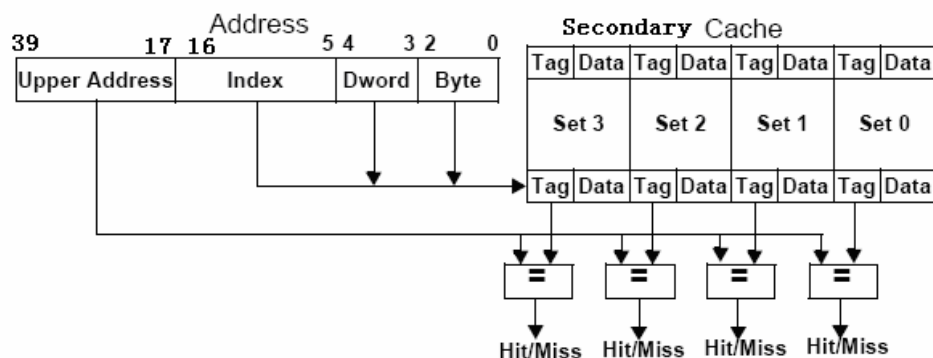 Address
Secondary Cache
39 17 16 5 4 3 2 0
Upper Address Index Dword Byte
Tag Data Tag Data Tag Data Tag Data
Set 3 Set 2 Set 1 Set 0
Tag Data Tag Data Tag Data Tag Data
= = = =
Hit/Miss Hit/Miss Hit/Miss Hit/Miss